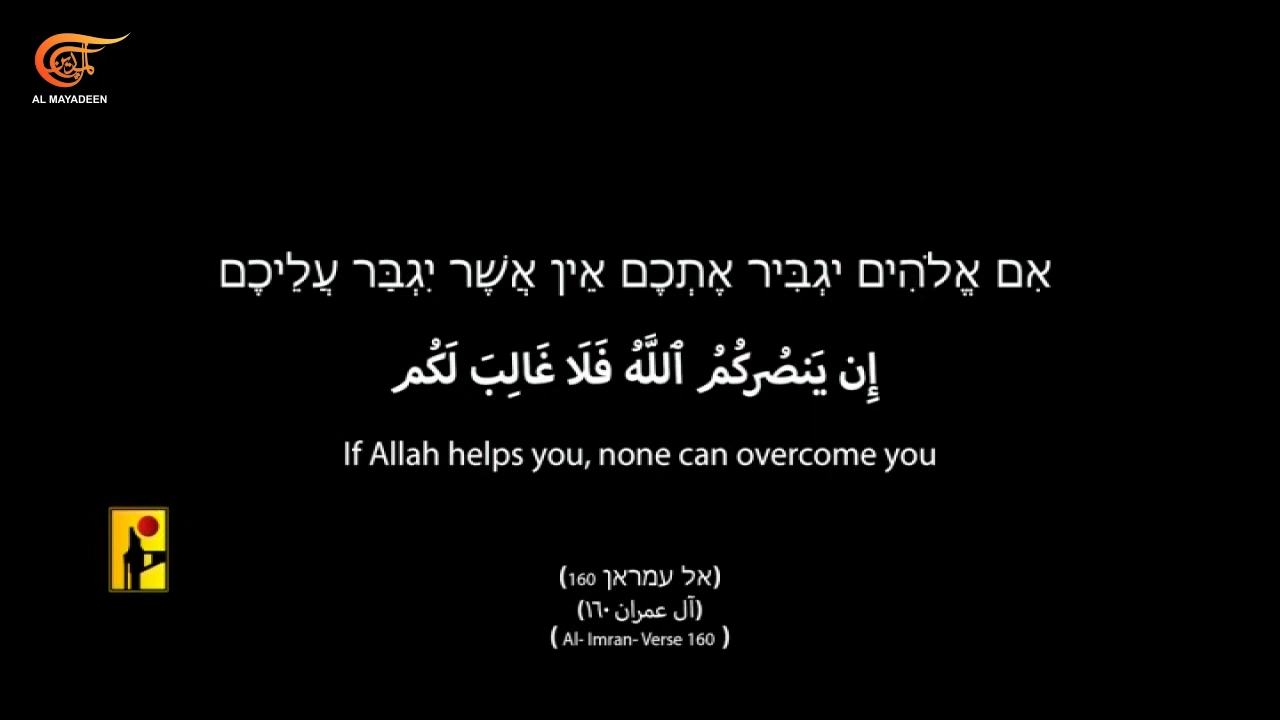 المیادین
AL MAYADEEN
אִם אֱלֹהִים יִגְבִּיר אֶתְכֶם אֵין אֲשֶׁר יִגְבַּר עֲלֵיכֶם
إِن يَنصُرْكُمُ ٱللَّهُ فَلَا غَالِبَ لَكُم
If Allah helps you, none can overcome you
(אל עמראן 160)
(آل عمران ١٦٠)
( Al- Imran- Verse 160 )